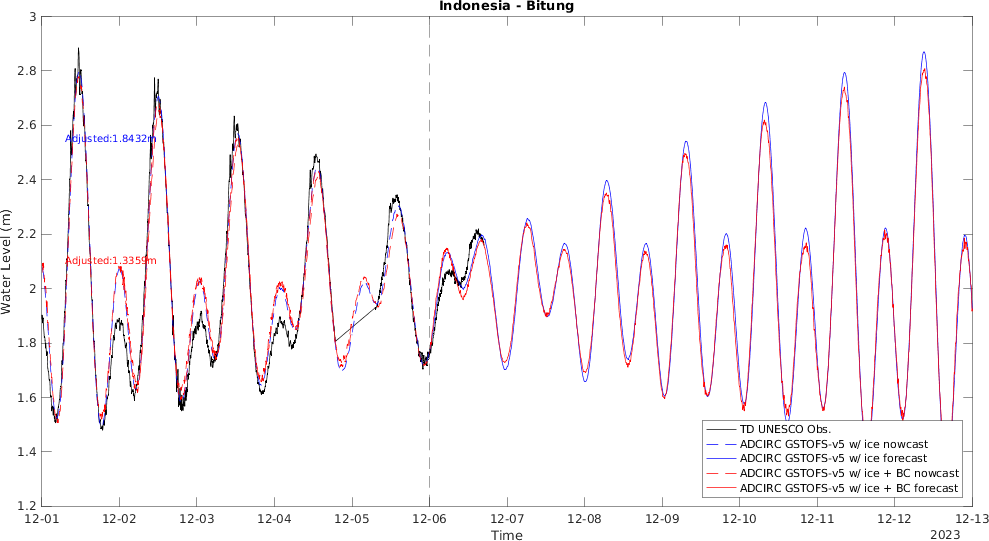 Indonesia - Bitung
Water Level (m)
3
2.8
2.6
2.4
2.2
2
1.8
1.6
1.4
1.2
Adjusted:1.8432m
Adjusted:1.3359m
TD UNESCO Obs.
ADCIRC GSTOFS-v5 w/ ice nowcast
ADCIRC GSTOFS-v5 w/ ice forecast
ADCIRC GSTOFS-v5 w/ ice + BC nowcast
ADCIRC GSTOFS-v5 w/ ice + BC forecast
12-01 12-02 12-03 12-04 12-05 12-06 12-07 12-08 12-09 12-10 12-11 12-12 12-13
Time
2023